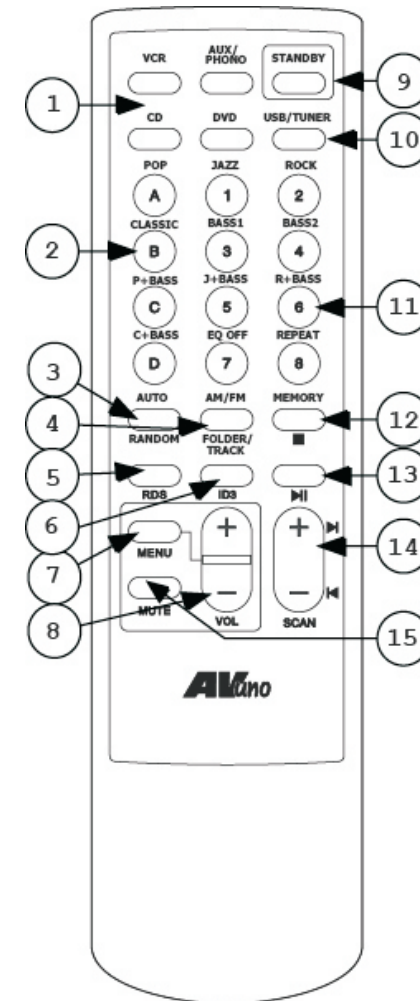 VCR AUX/ STANDBY
PHONO
9
1
CD DVD USB/TUNER
10
POP JAZZ ROCK
A 1 2
CLASSIC BASS1 BASS2
2 B 3 4
P+BASS J+BASS R+BASS
C 5 6 11
C+BASS EQ OFF REPEAT
D 7 8
3
AUTO AM/FM MEMORY
4 12
RANDOM FOLDER/
TRACK
5 13
RDS ID3
6 + +
14
7 MENU
8 − −
MUTE VOL SCAN
15
AVuno